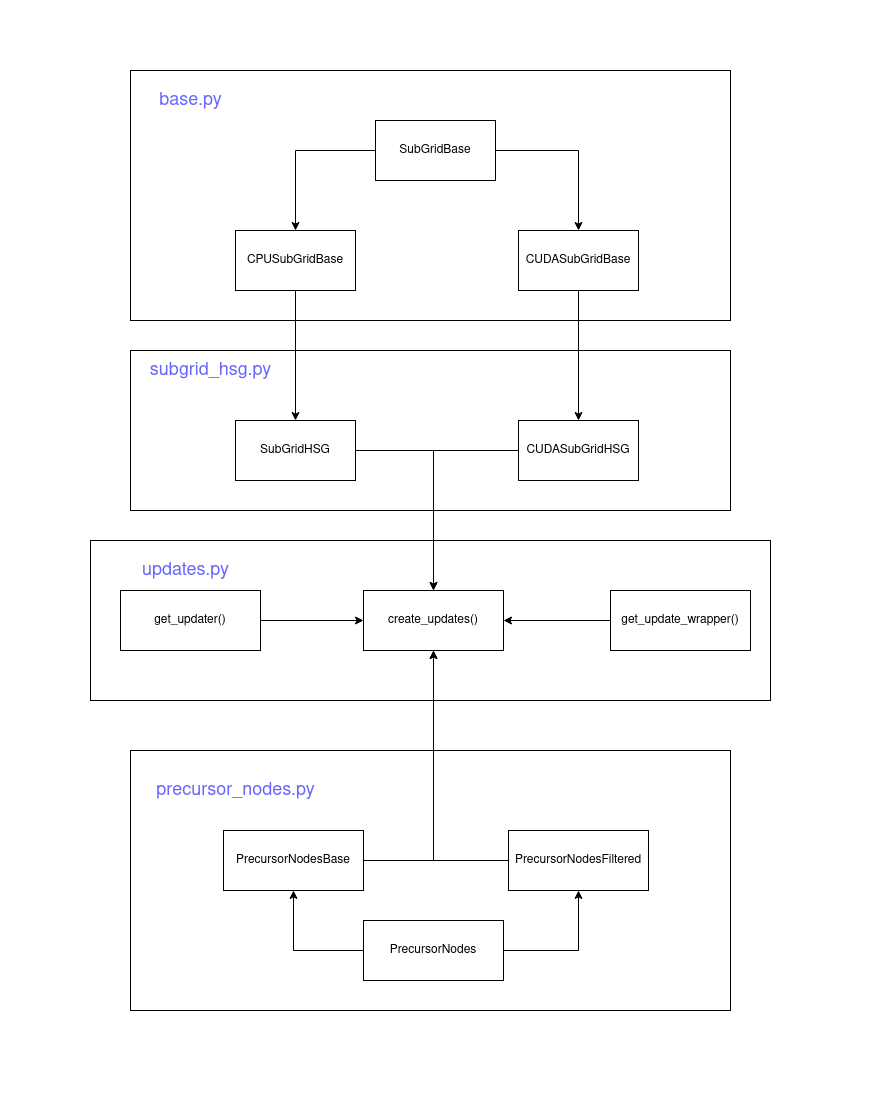 base.py
SubGridBase
CPUSubGridBase
CUDASubGridBase
subgrid_hsg.py
SubGridHSG
CUDASubGridHSG
updates.py
get_updater()
create_updates()
get_update_wrapper()
precursor_nodes.py
PrecursorNodesBase
PrecursorNodesFiltered
PrecursorNodes